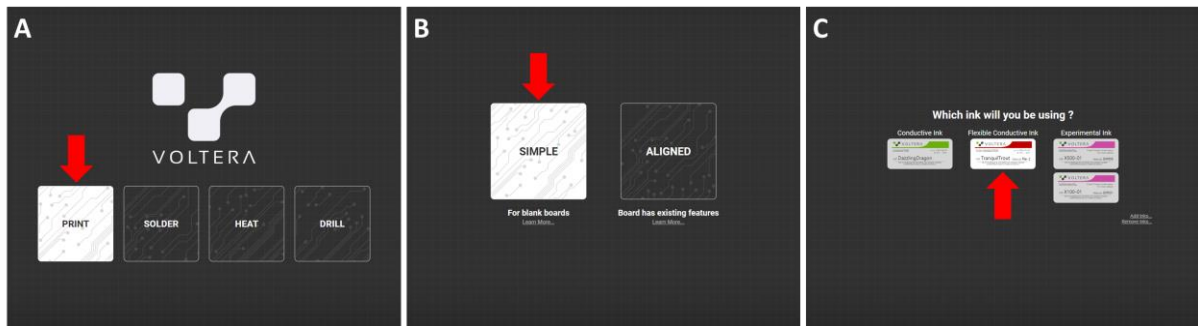 A
VOLTERA
PRINT
SOLDER
HEAT
DRILL
B
SIMPLE
ALIGNED
For blank boards
Learn More...
Board has existing features
Learn More...
C
Which ink will you be using ?
Conductive Ink
Flexible Conductive Ink
Experimental Ink
VOLTERA
DazzlingDragon
VOLTERA
TranquilTrout
VOLTERA
VOLTERA
Add Inks...
Remove Inks...